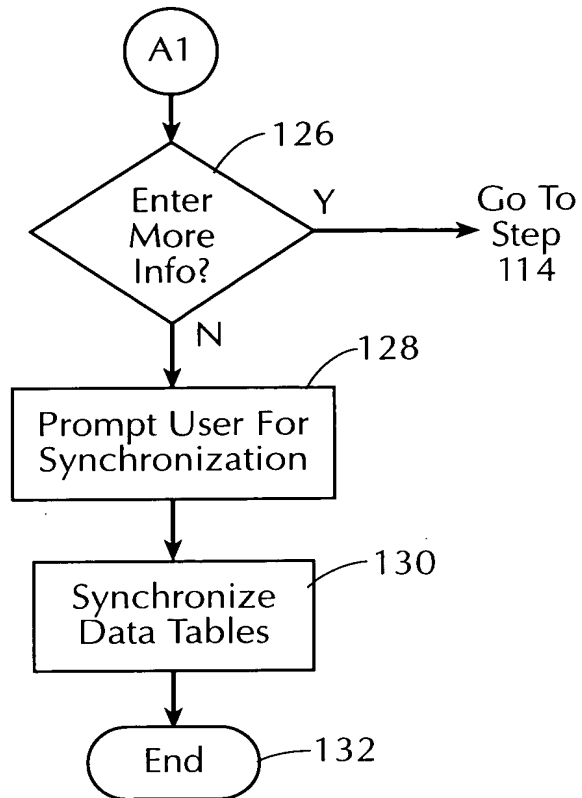 A1
126
Enter
More
Info?
Y
Go To
Step
114
N
128
Prompt User For
Synchronization
130
Synchronize
Data Tables
End
132